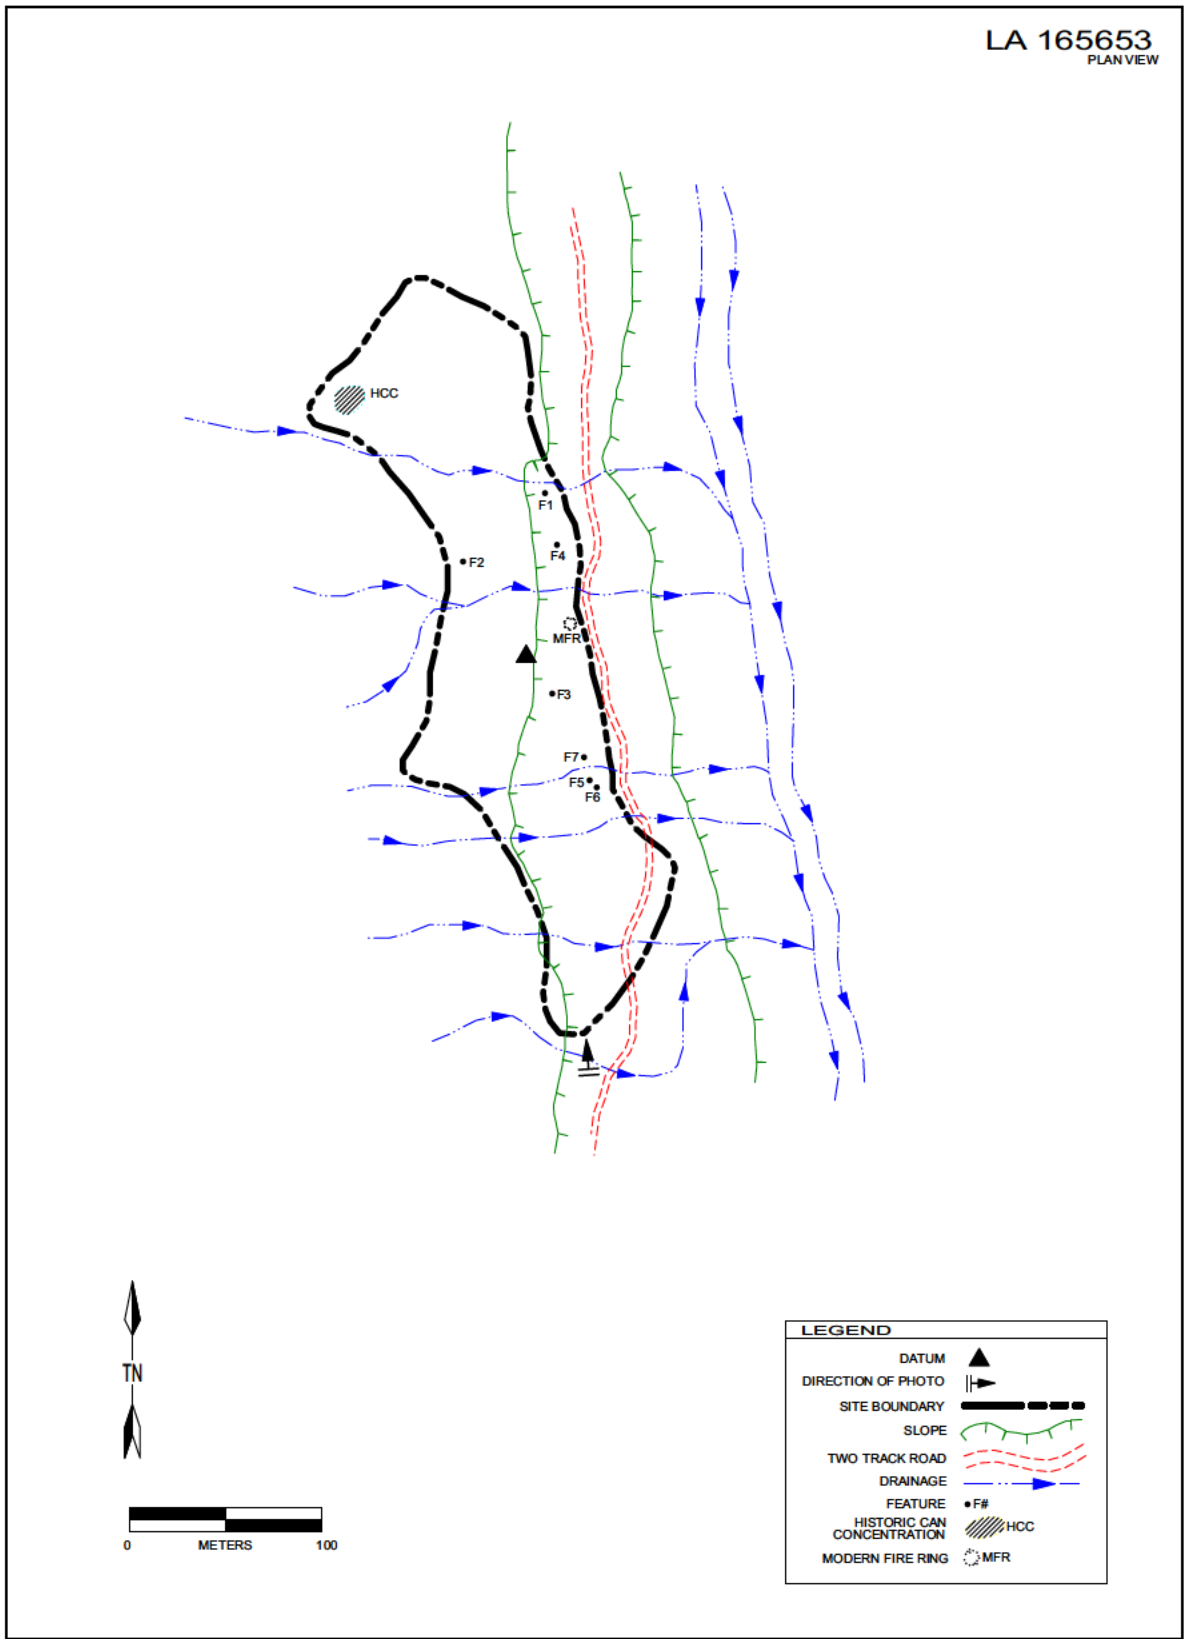 LA 165653
PLAN VIEW
HCC
F1
F4
F2
MFR
F3
F7
F5
F6
TN
0 METERS 100
LEGEND
DATUM
DIRECTION OF PHOTO
SITE BOUNDARY
SLOPE
TWO TRACK ROAD
DRAINAGE
FEATURE F#
HISTORIC CAN
CONCENTRATION HCC
MODERN FIRE RING MFR